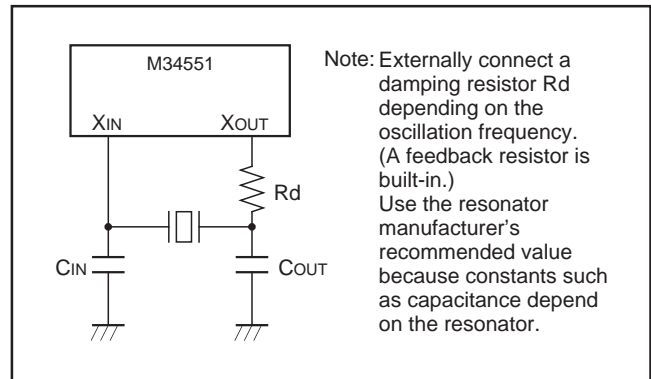 M34551
XIN
XOUT
Rd
CIN
COUT
Note: Externally connect a
damping resistor Rd
depending on the
oscillation frequency.
(A feedback resistor is
built-in.)
Use the resonator
manufacturer's
recommended value
because constants such
as capacitance depend
on the resonator.